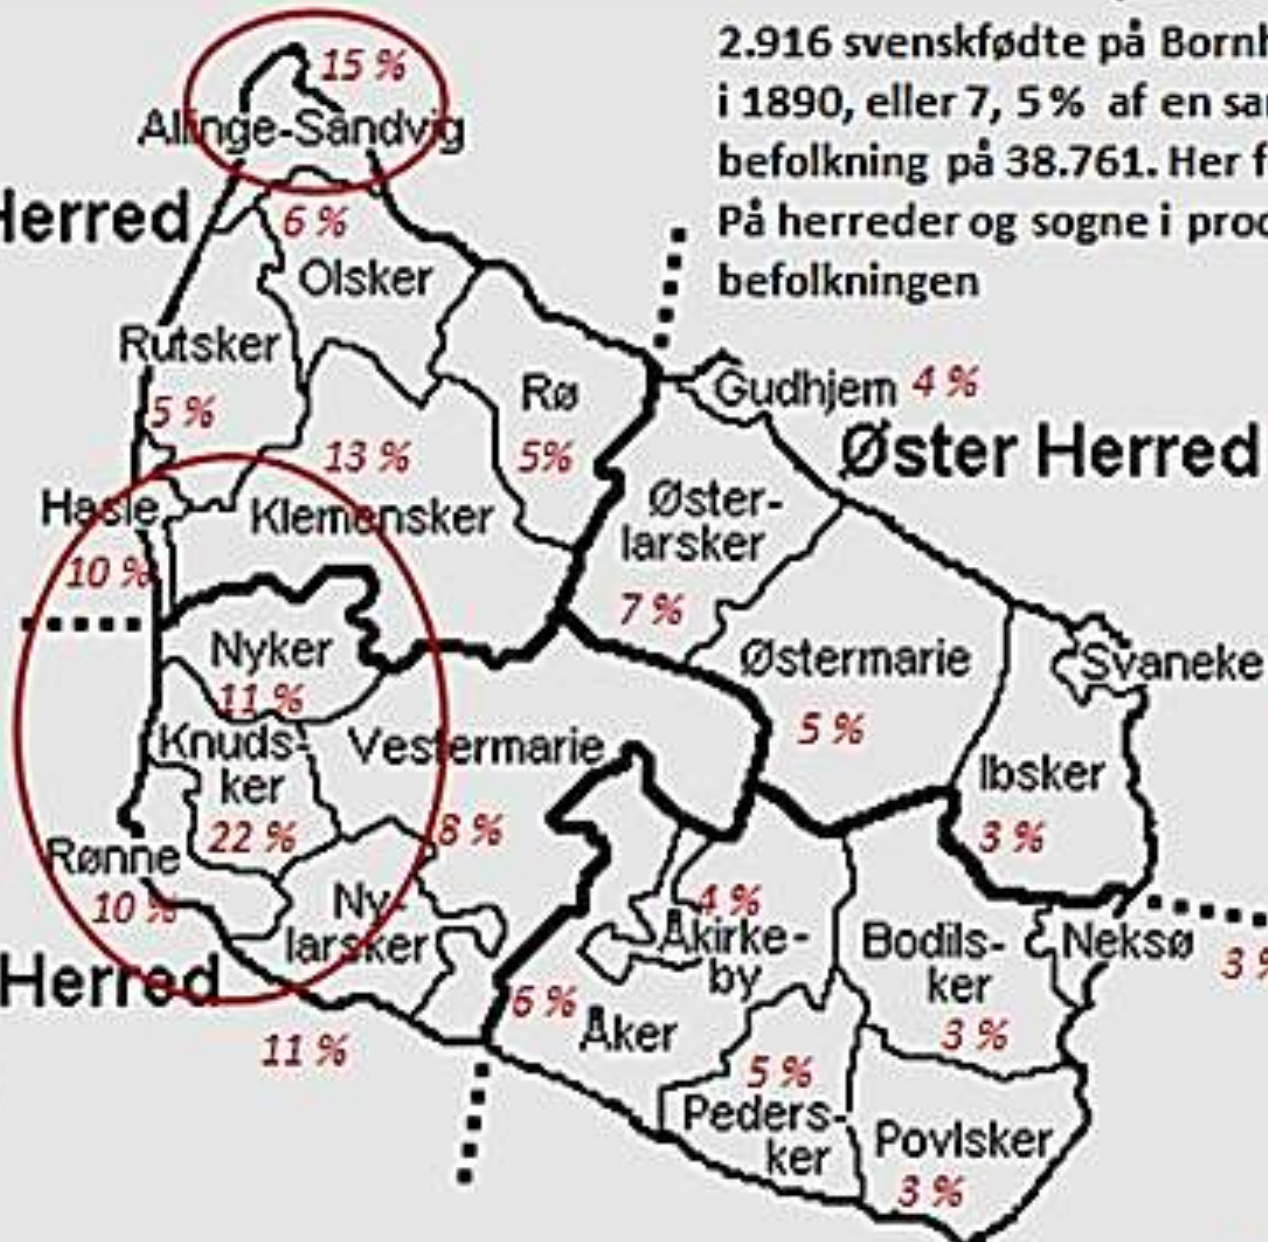 2.916 svenskfødte på Bornh
i 1890, eller 7, 5 % af en sa
befolkning på 38.761. Her f
På herreder og sogne i pro
befolkningen
15 %
Allinge-Sandvig
Herred
6 %
Olsker
Rutsker
5 %
Rø
5%
Gudhjem 4 %
Øster Herred
13 %
Klemensker
Hasle
10 %
Øster-
larsker
7 %
Nyker
11 %
Østermarie
5 %
Svaneke
Knuds-
ker
22 %
Vestermarie
8 %
Ibsker
3 %
Rønne
10 %
Ny-
larsker
11 %
Herred
4 %
Åkirke-
by
Bodils-
ker
3 %
Neksø
3 %
6 %
Åker
5 %
Peders-
ker
Povlsker
3 %